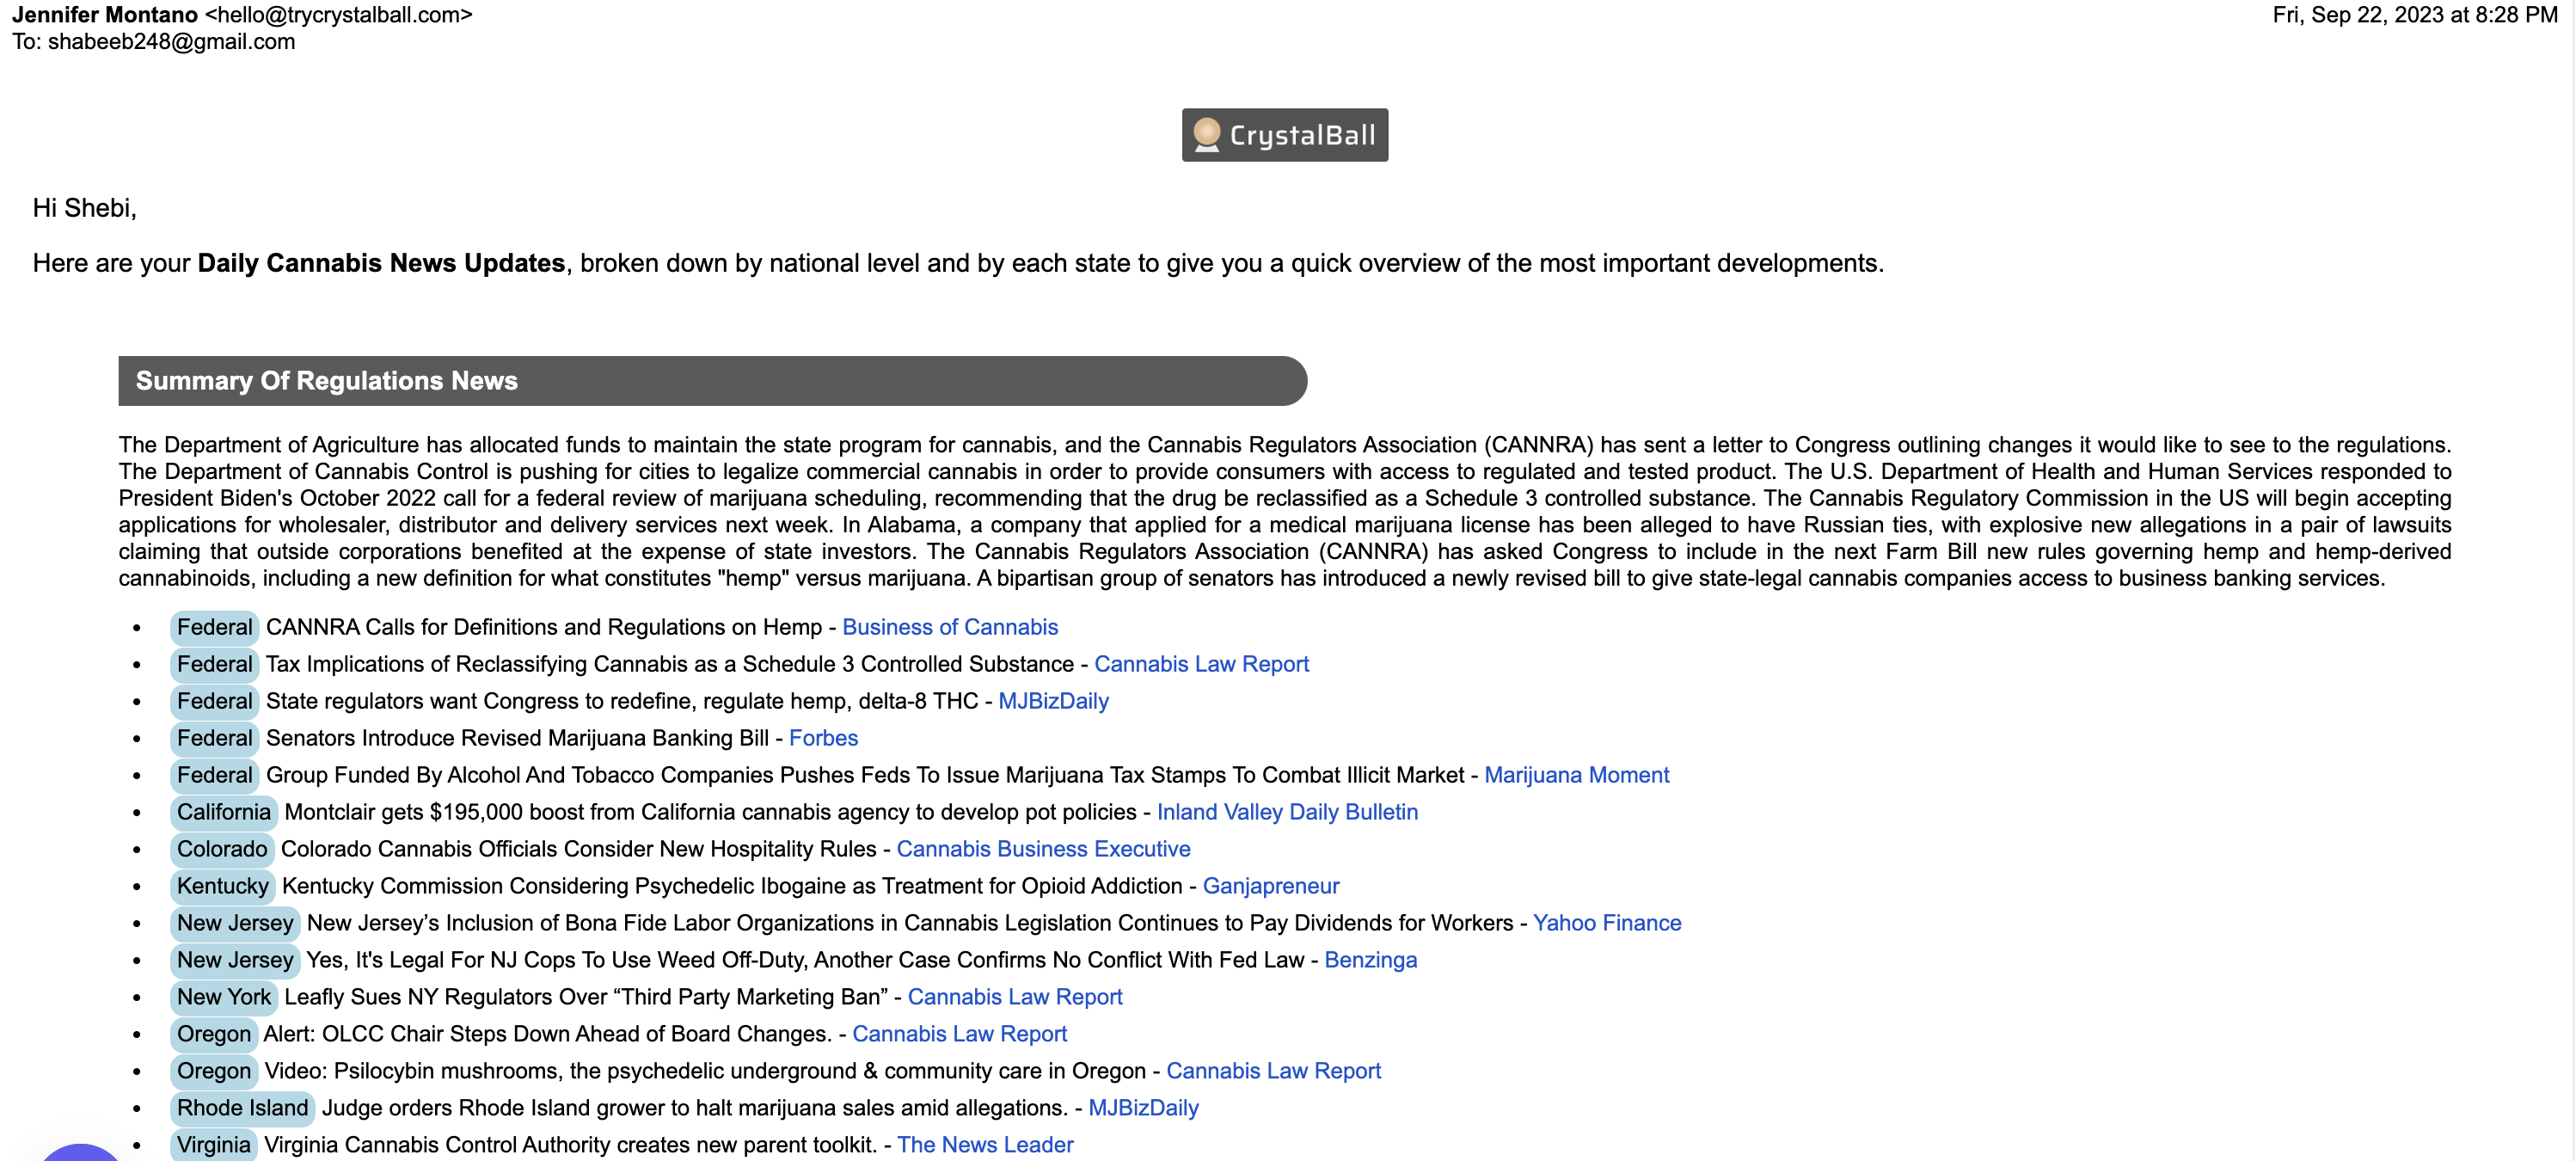 Jennifer Montano <hello@trycrystalball.com>
Fri, Sep 22, 2023 at 8:28 PM
To: shabeeb248@gmail.com
CrystalBall
Hi Shebi,
Here are your Daily Cannabis News Updates, broken down by national level and by each state to give you a quick overview of the most important developments.
Summary Of Regulations News
The Department of Agriculture has allocated funds to maintain the state program for cannabis, and the Cannabis Regulators Association (CANNRA) has sent a letter to Congress outlining changes it would like to see to the regulations.
The Department of Cannabis Control is pushing for cities to legalize commercial cannabis in order to provide consumers with access to regulated and tested product. The U.S. Department of Health and Human Services responded to
President Biden's October 2022 call for a federal review of marijuana scheduling, recommending that the drug be reclassified as a Schedule 3 controlled substance. The Cannabis Regulatory Commission in the US will begin accepting
applications for wholesaler, distributor and delivery services next week. In Alabama, a company that applied for a medical marijuana license has been alleged to have Russian ties, with explosive new allegations in a pair of lawsuits
claiming that outside corporations benefited at the expense of state investors. The Cannabis Regulators Association (CANNRA) has asked Congress to include in the next Farm Bill new rules governing hemp and hemp-derived
cannabinoids, including a new definition for what constitutes "hemp" versus marijuana. A bipartisan group of senators has introduced a newly revised bill to give state-legal cannabis companies access to business banking services.
• Federal CANNRA Calls for Definitions and Regulations on Hemp - Business of Cannabis
• Federal Tax Implications of Reclassifying Cannabis as a Schedule 3 Controlled Substance - Cannabis Law Report
• Federal State regulators want Congress to redefine, regulate hemp, delta-8 THC - MJBizDaily
• Federal Senators Introduce Revised Marijuana Banking Bill - Forbes
• Federal Group Funded By Alcohol And Tobacco Companies Pushes Feds To Issue Marijuana Tax Stamps To Combat Illicit Market - Marijuana Moment
• California Montclair gets $195,000 boost from California cannabis agency to develop pot policies - Inland Valley Daily Bulletin
• Colorado Colorado Cannabis Officials Consider New Hospitality Rules - Cannabis Business Executive
• Kentucky Kentucky Commission Considering Psychedelic Ibogaine as Treatment for Opioid Addiction - Ganjapreneur
• New Jersey New Jersey’s Inclusion of Bona Fide Labor Organizations in Cannabis Legislation Continues to Pay Dividends for Workers - Yahoo Finance
• New Jersey Yes, It's Legal For NJ Cops To Use Weed Off-Duty, Another Case Confirms No Conflict With Fed Law - Benzinga
• New York Leafly Sues NY Regulators Over “Third Party Marketing Ban” - Cannabis Law Report
• Oregon Alert: OLCC Chair Steps Down Ahead of Board Changes. - Cannabis Law Report
• Oregon Video: Psilocybin mushrooms, the psychedelic underground & community care in Oregon - Cannabis Law Report
• Rhode Island Judge orders Rhode Island grower to halt marijuana sales amid allegations. - MJBizDaily
• Virginia Virginia Cannabis Control Authority creates new parent toolkit. - The News Leader